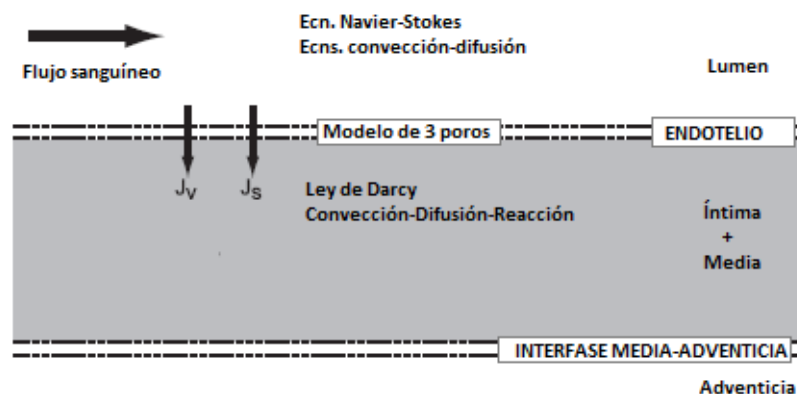 Ecn. Navier-Stokes
Ecns. convección-difusión
Flujo sanguíneo
Lumen
Modelo de 3 poros
ENDOTELIO
JV
JS
Ley de Darcy
Convección-Difusión-Reacción
Íntima
+
Media
INTERFASE MEDIA-ADVENTICIA
Adventicia